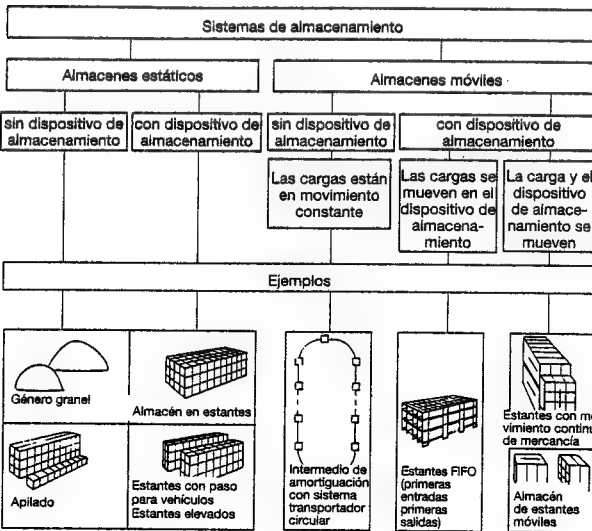 Sistemas de almacenamiento
Almacenes estáticos
Almacenes móviles
sin dispositivo de
almacenamiento
con dispositivo de
almacenamiento
sin dispositivo de
almacenamiento
con dispositivo de
almacenamiento
Las cargas están
en movimiento
constante
Las cargas se
mueven en el
dispositivo de
almacena-
miento
La carga y el
dispositivo
de almace-
namiento se
mueven
Ejemplos
Género granel
Almacén en estantes
Apilado
Estantes con paso
para vehículos
Estantes elevados
Intermedio de
amortiguación
con sistema
transportador
circular
Estantes FIFO
(primeras
entradas
primeras
salidas)
Estantes con mo
vimiento continu
de mercancía
Almacén
de estantes
móviles